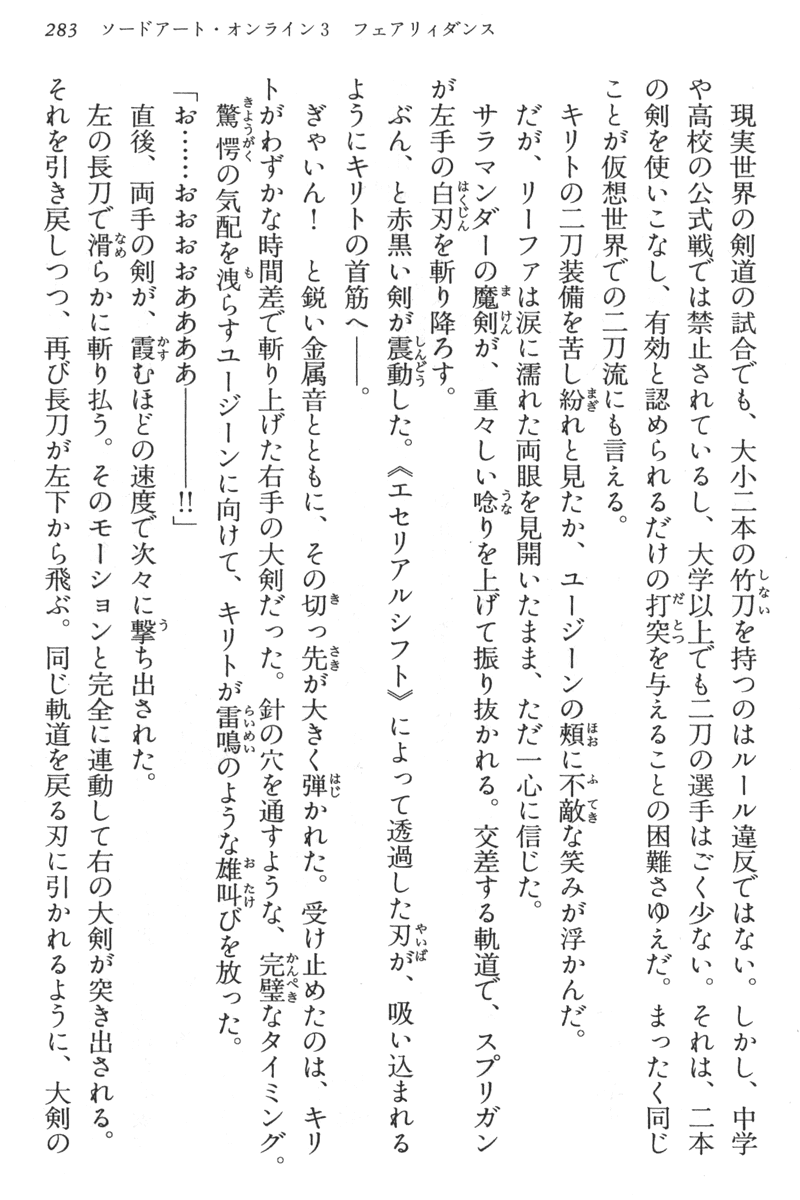 283　ソードアート・オンライン3　フェアリィダンス
　現実世界の剣道の試合でも、大小二本の竹刀を持つのはルール違反ではない。しかし、中学
や高校の公式戦では禁止されているし、大学以上でも二刀の選手はごく少ない。それは、二本
の剣を使いこなし、有効と認められるだけの打突を与えることの困難さゆえだ。まったく同じ
ことが仮想世界での二刀流にも言える。
　キリトの二刀装備を苦し紛れと見たか、ユージーンの頬に不敵な笑みが浮かんだ。
　だが、リーファは涙に濡れた両眼を見開いたまま、ただ一心に信じた。
　サラマンダーの魔剣が、重々しい唸りを上げて振り抜かれる。交差する軌道で、スプリガン
が左手の白刃を斬り降ろす。
　ぶん、と赤黒い剣が震動した。《エセリアルシフト》によって透過した刃が、吸い込まれる
ようにキリトの首筋へ――。
　ぎゃいん！　と鋭い金属音とともに、その切っ先が大きく弾かれた。受け止めたのは、キリ
トがわずかな時間差で斬り上げた右手の大剣だった。針の穴を通すような、完璧なタイミング。
　驚愕の気配を洩らすユージーンに向けて、キリトが雷鳴のような雄叫びを放った。
「お……おおおおああああ――――!!」
　直後、両手の剣が、霞むほどの速度で次々に撃ち出された。
　左の長刀で滑らかに斬り払う。そのモーションと完全に連動して右の大剣が突き出される。
それを引き戻しつつ、再び長刀が左下から飛ぶ。同じ軌道を戻る刃に引かれるように、大剣の